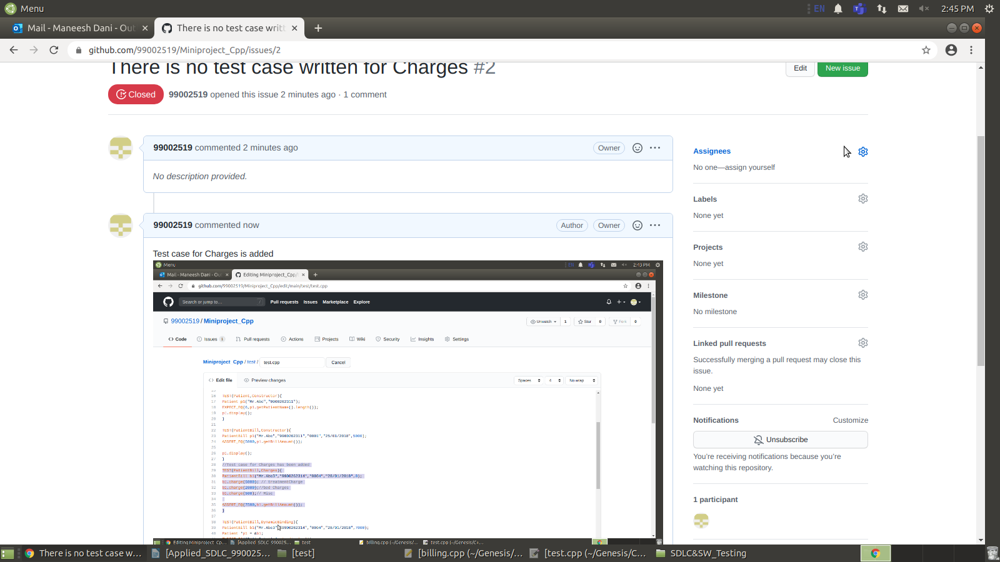 Menu
EN
2:45 PM
Mail - Maneesh Dani - Out
There is no test case writt
github.com/99002519/Miniproject_Cpp/issues/2
There is no test case written for Charges #2
Edit
New issue
Closed
99002519 opened this issue 2 minutes ago · 1 comment
99002519 commented 2 minutes ago
Owner
No description provided.
99002519 commented now
Author
Owner
Test case for Charges is added
Menu
EN
2:43 PM
Mail - Maneesh Dani - Ou
Editing Miniproject_Cpp/
github.com/99002519/Miniproject_Cpp/edit/main/test/test.cpp
Search or jump to...
/
Pull requests
Issues
Marketplace
Explore
99002519 / Miniproject_Cpp
Unwatch
1
Star
0
Fork
0
Code
Issues 1
Pull requests
Actions
Projects
Wiki
Security
Insights
Settings
Miniproject_Cpp / test / test.cpp
Cancel
Edit file
Preview changes
Spaces
4
No wrap
16 TEST(Patient,Constructor){
17 Patient p1("Mr.Abc","9900262311");
18 EXPECT_EQ(6,p1.getPatientName().length());
19 p1.display();
20 }
21
22 TEST(PatientBill,Constructor){
23 PatientBill p1("Mr.Abc","9900262311","0001","25/01/2018",5000);
24 ASSERT_EQ(5000,p1.getBillAmount());
25
26 p1.display();
27 }
28 //Test case for Charges has been added
29 TEST(PatientBill,Charges){
30 PatientBill b1("Mr.Abc3","9900262314","0004","28/01/2018",0);
31 b1.charge(5000); // treatmentCharge
32 b1.charge(2000);//bed Charges
33 b1.charge(500);// Misc
34
35 ASSERT_EQ(7500,b1.getBillAmount());
36 }
37
38 TEST(PatientBill,DynamicBinding){
39 PatientBill b1("Mr.Abc3","9900262314","0004","28/01/2018",7000);
40 Patient *p1 = &b1;
Editing Miniproject_Cp...
[Applied_SDLC_990025...
test
billing.cpp (~/Genesis/...
test.cpp (~/Genesis/C+...
Assignees
No one—assign yourself
Labels
None yet
Projects
None yet
Milestone
No milestone
Linked pull requests
Successfully merging a pull request may close this
issue.
None yet
Notifications
Customize
Unsubscribe
You're receiving notifications because you're
watching this repository.
1 participant
There is no test case w...
[Applied_SDLC_990025...
[test]
[billing.cpp (~/Genesis/...
[test.cpp (~/Genesis/C...
SDLC&SW_Testing